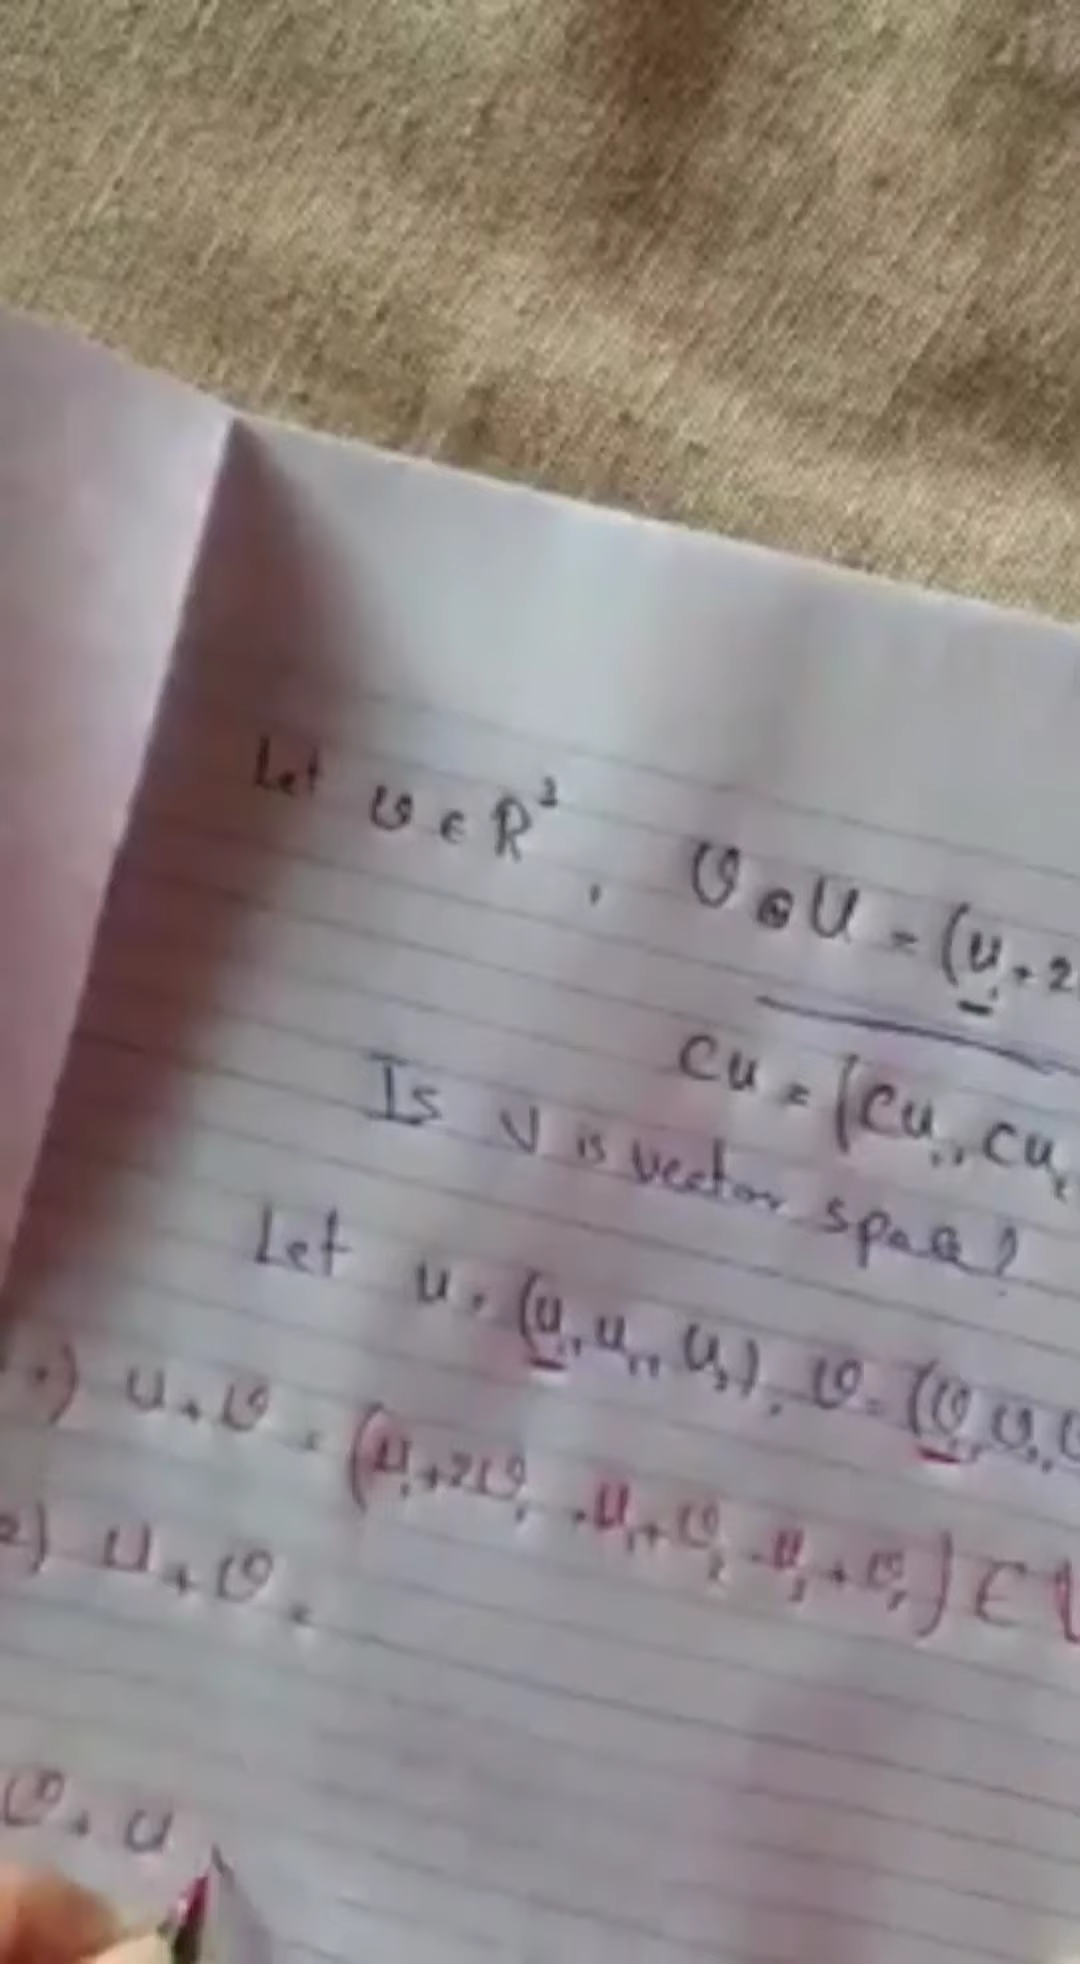 Let v ∈ R³, V ⊕ U = (u₁ + 2
cu = (cu₁, cu₂
Is V is vector space?
Let u = (u₁, u₂, u₃), v = (v₁, v₂,
1) u + v = (u₁ + 2v₁, u₂ + v₂, u₃ + v₃) ∈ V
2) u + v =
v + u